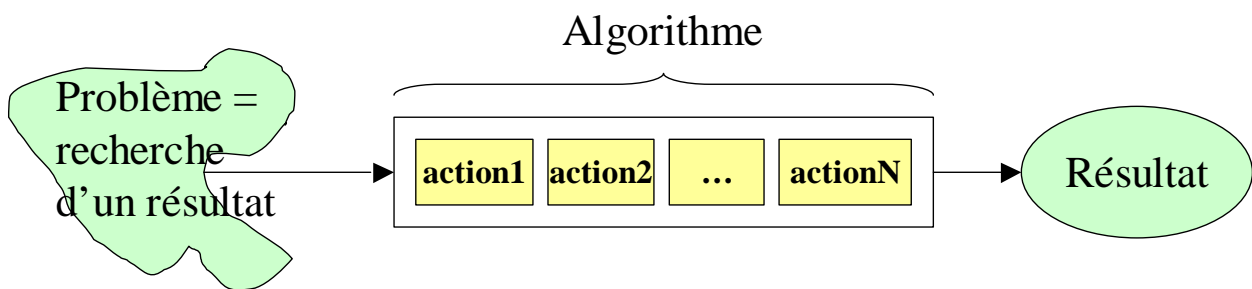 Algorithme
Problème =
recherche
d'un résultat
action1 action2 ... actionN
Résultat